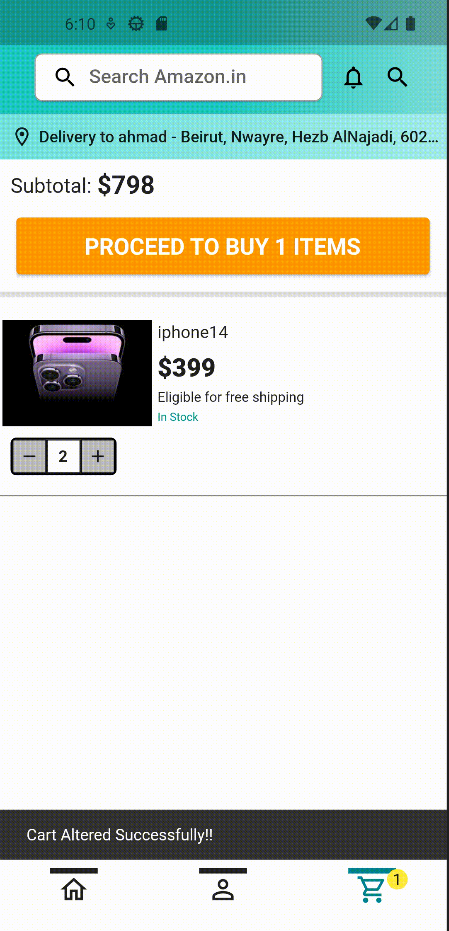 6:10
Search Amazon.in
Delivery to ahmad - Beirut, Nwayre, Hezb AlNajadi, 602...
Subtotal: $798
PROCEED TO BUY 1 ITEMS
iphone14
$399
Eligible for free shipping
In Stock
− 2 +
Cart Altered Successfully!!
1